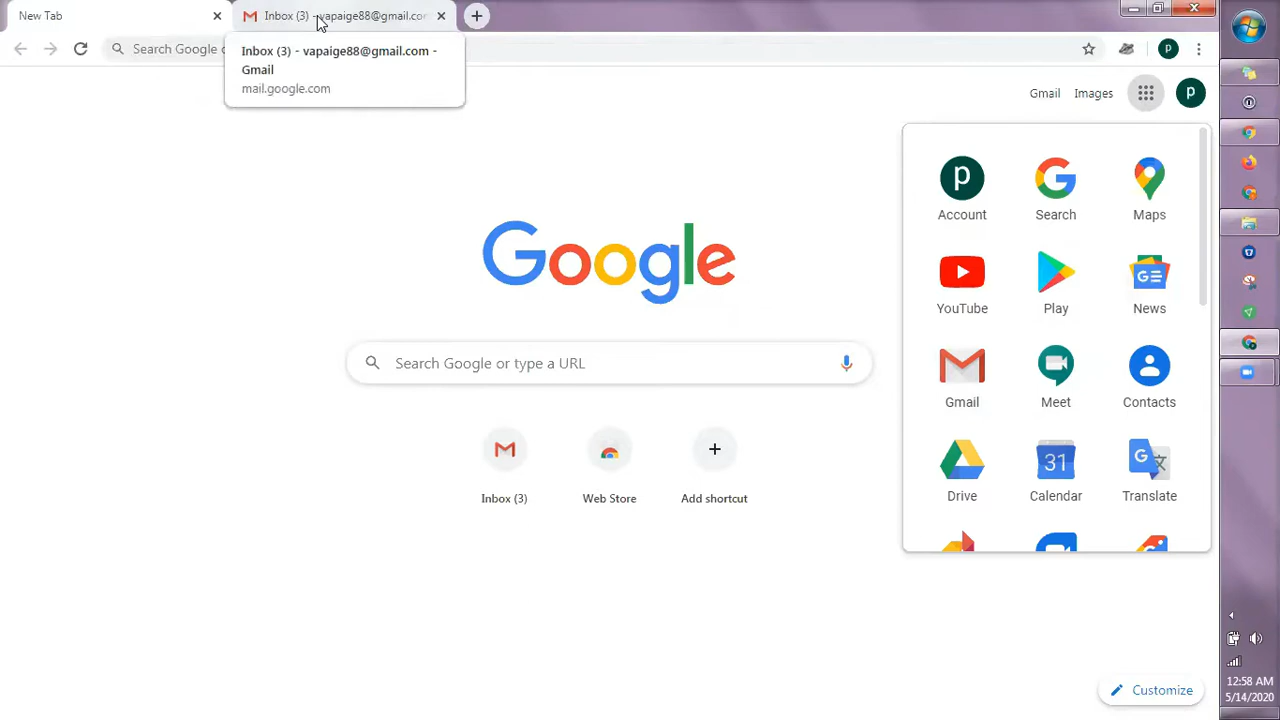 New Tab
Inbox (3) - vapaige88@gmail.co
Search Google o
Inbox (3) - vapaige88@gmail.com -
Gmail
mail.google.com
p
Gmail
Images
p
Google
Search Google or type a URL
Inbox (3)
Web Store
Add shortcut
p
Account
Search
Maps
YouTube
Play
News
Gmail
Meet
Contacts
31
Drive
Calendar
Translate
Customize
12:58 AM
5/14/2020